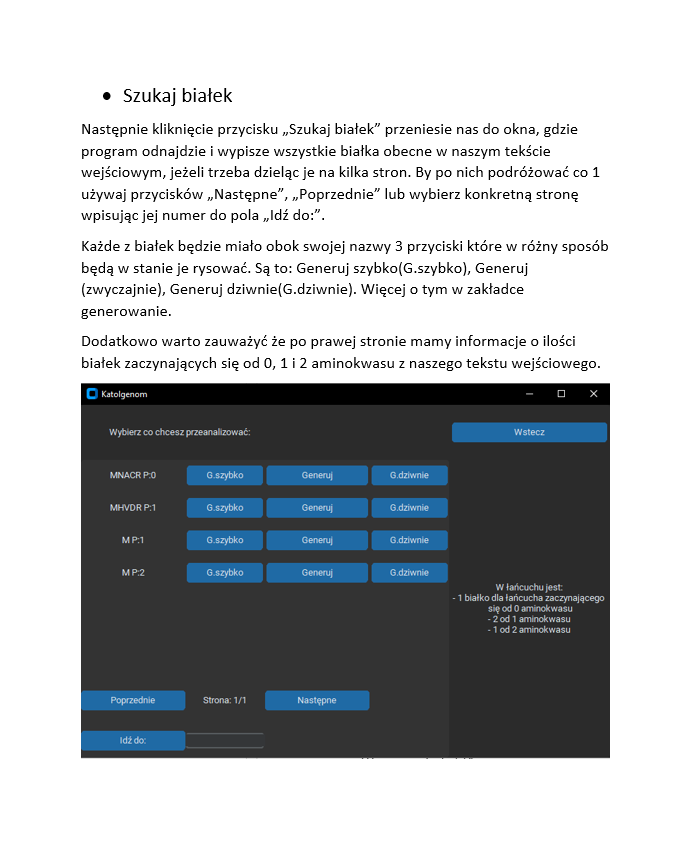 • Szukaj białek
Następnie kliknięcie przycisku „Szukaj białek” przeniesie nas do okna, gdzie
program odnajdzie i wypisze wszystkie białka obecne w naszym tekście
wejściowym, jeżeli trzeba dzieląc je na kilka stron. By po nich podróżować co 1
używaj przycisków „Następne”, „Poprzednie” lub wybierz konkretną stronę
wpisując jej numer do pola „Idź do:”.
Każde z białek będzie miało obok swojej nazwy 3 przyciski które w różny sposób
będą w stanie je rysować. Są to: Generuj szybko(G.szybko), Generuj
(zwyczajnie), Generuj dziwnie(G.dziwnie). Więcej o tym w zakładce
generowanie.
Dodatkowo warto zauważyć że po prawej stronie mamy informacje o ilości
białek zaczynających się od 0, 1 i 2 aminokwasu z naszego tekstu wejściowego.
Katolgenom
Wybierz co chcesz przeanalizować: Wstecz
MNACR P:0 G.szybko Generuj G.dziwnie
MHVDR P:1 G.szybko Generuj G.dziwnie
M P:1 G.szybko Generuj G.dziwnie
M P:2 G.szybko Generuj G.dziwnie
W łańcuchu jest:
- 1 białko dla łańcucha zaczynającego
się od 0 aminokwasu
- 2 od 1 aminokwasu
- 1 od 2 aminokwasu
Poprzednie Strona: 1/1 Następne
Idź do: